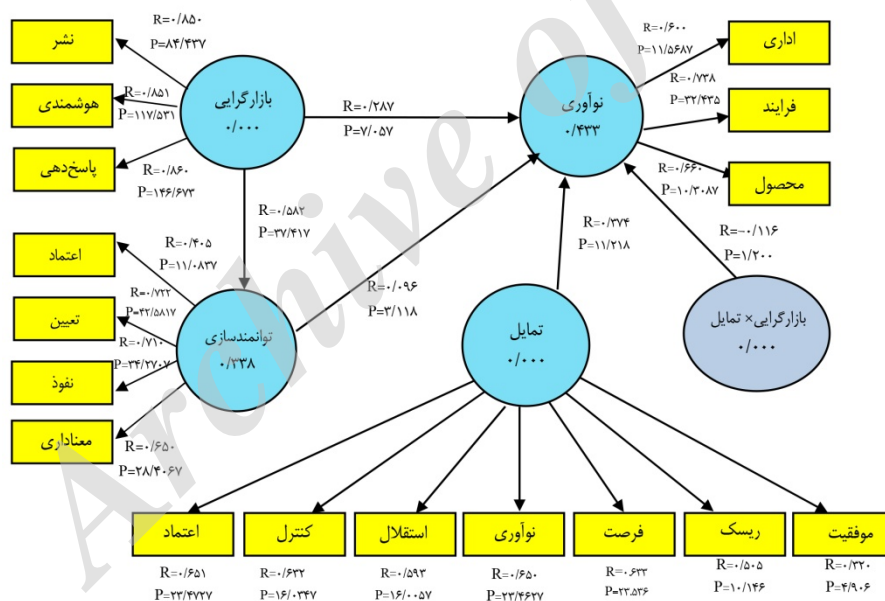 R=۰/۸۵۰
P=۸۴/۴۳۷
نشر
R=۰/۸۵۱
P=۱۱۷/۵۳۱
هوشمندی
R=۰/۸۶۰
P=۱۴۶/۶۷۳
پاسخ‌دهی
بازارگرایی
۰/۰۰۰
R=۰/۲۸۷
P=۷/۰۵۷
نوآوری
۰/۴۳۳
R=۰/۶۰۰
P=۱۱/۵۶۸۷
اداری
R=۰/۷۳۸
P=۳۲/۴۳۵
فرایند
R=۰/۶۶۰
P=۱۰/۳۰۸۷
محصول
R=۰/۵۸۲
P=۳۷/۴۱۷
R=۰/۴۰۵
P=۱۱/۰۸۳۷
اعتماد
R=۰/۷۲۲
P=۴۲/۵۸۱۷
تعیین
R=۰/۷۱۰
P=۳۴/۲۷۰۷
نفوذ
R=۰/۶۵۰
P=۲۸/۴۰۶۷
معناداری
توانمندسازی
۰/۳۳۸
R=۰/۰۹۶
P=۳/۱۱۸
R=۰/۳۷۴
P=۱۱/۲۱۸
تمایل
۰/۰۰۰
R=-۰/۱۱۶
P=۱/۲۰۰
بازارگرایی× تمایل
۰/۰۰۰
موفقیت
R=۰/۳۲۰
P=۴/۹۰۶
ریسک
R=۰/۵۰۵
P=۱۰/۱۴۶
فرصت
R=۰/۶۳۳
P=۲۳.۵۳۶
نوآوری
R=۰/۶۵۰
P=۲۳/۴۶۲۷
استقلال
R=۰/۵۹۳
P=۱۶/۰۰۵۷
کنترل
R=۰/۶۳۲
P=۱۶/۰۳۴۷
اعتماد
R=۰/۶۵۱
P=۲۳/۴۷۲۷
Archive of